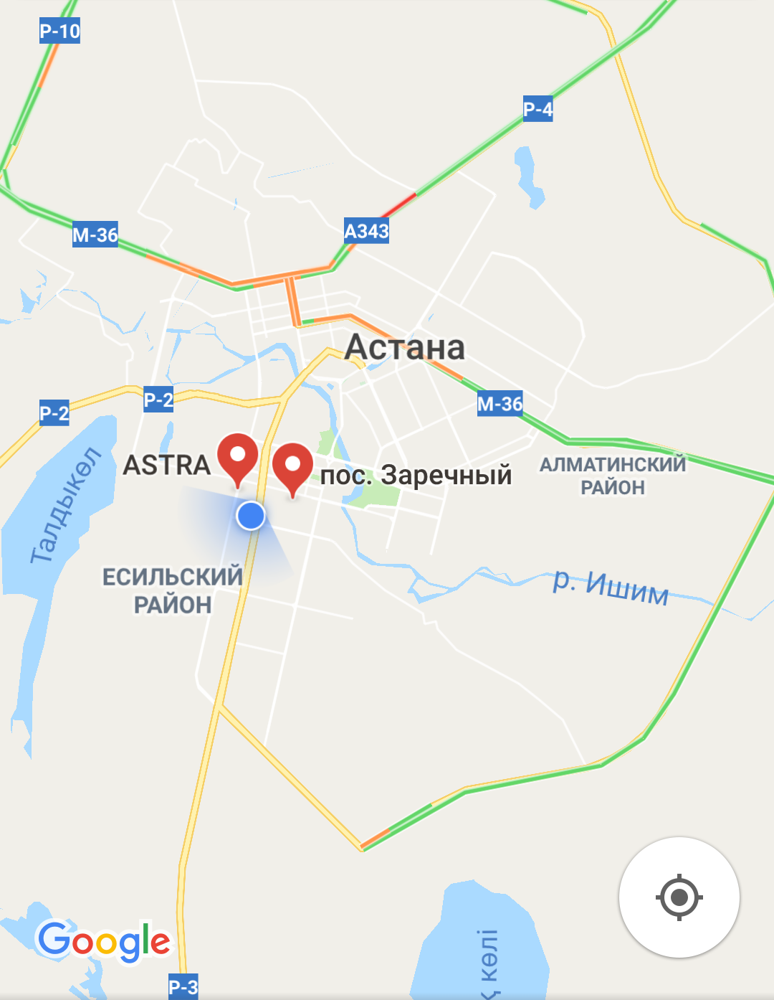 Р-10
Р-4
М-36
А343
Астана
Р-2
Р-2
М-36
ASTRA
пос. Заречный
АЛМАТИНСКИЙ
РАЙОН
Талдыкөл
ЕСИЛЬСКИЙ
РАЙОН
р. Ишим
Google
қ көлі
Р-3